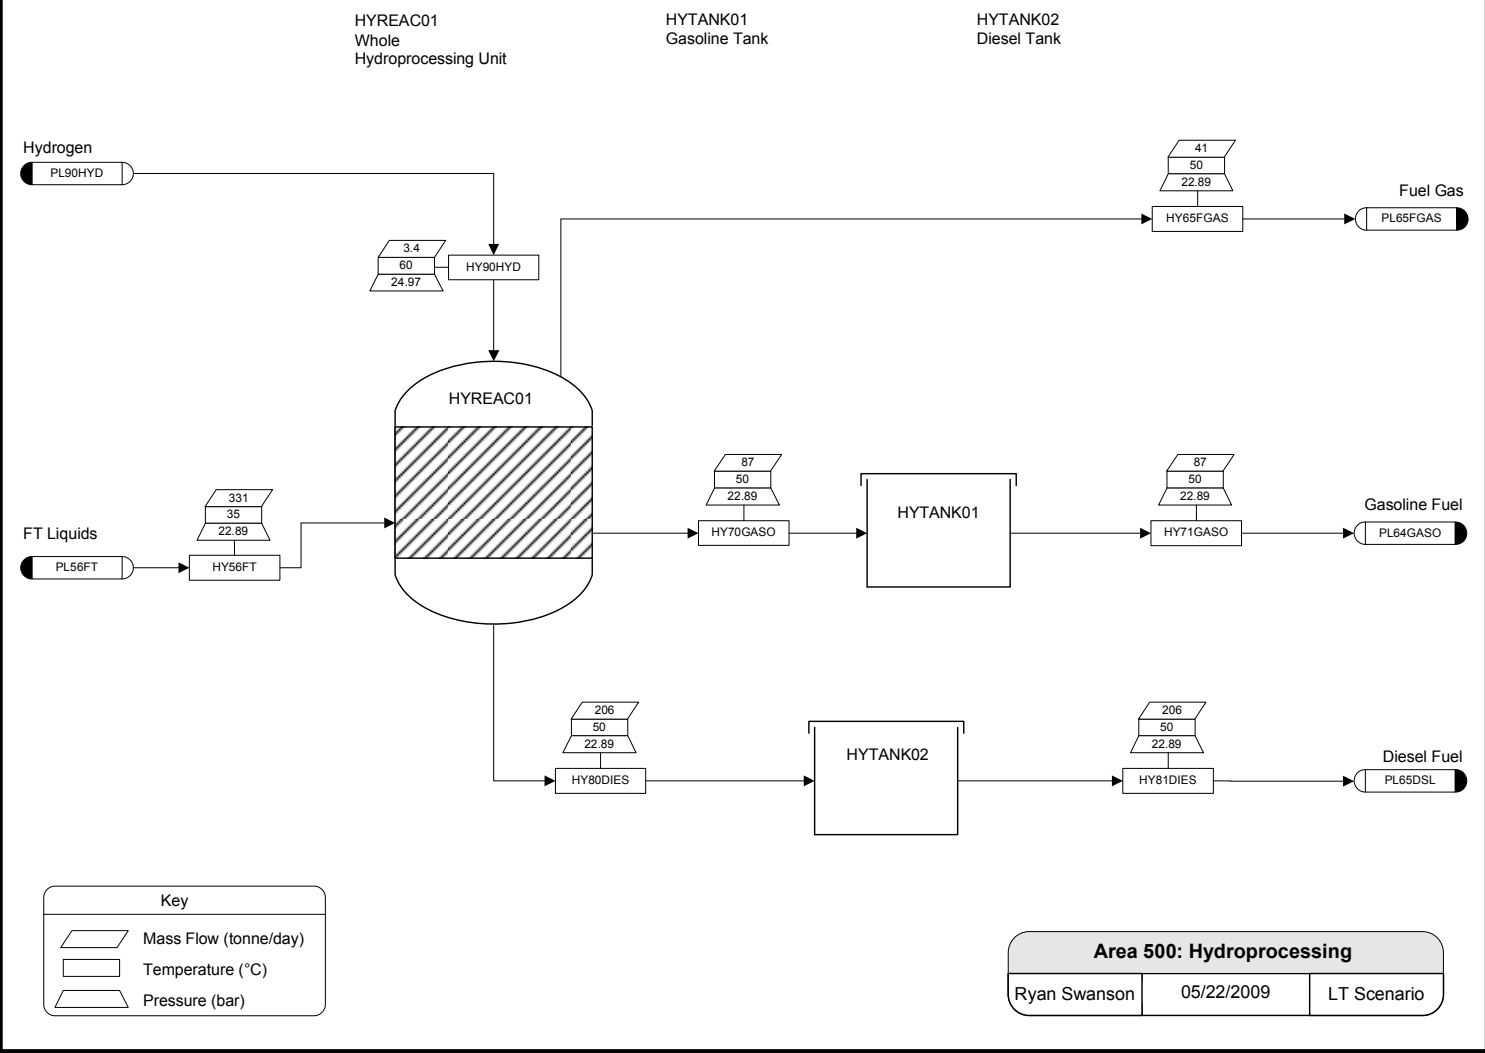 HYREAC01
Whole
Hydroprocessing Unit
HYTANK01
Gasoline Tank
HYTANK02
Diesel Tank
Hydrogen
PL90HYD
3.4
60
24.97
HY90HYD
41
50
22.89
HY65FGAS
Fuel Gas
PL65FGAS
HYREAC01
FT Liquids
PL56FT
331
35
22.89
HY56FT
87
50
22.89
HY70GASO
HYTANK01
87
50
22.89
HY71GASO
Gasoline Fuel
PL64GASO
206
50
22.89
HY80DIES
HYTANK02
206
50
22.89
HY81DIES
Diesel Fuel
PL65DSL
Key
Mass Flow (tonne/day)
Temperature (°C)
Pressure (bar)
Area 500: Hydroprocessing
Ryan Swanson
05/22/2009
LT Scenario